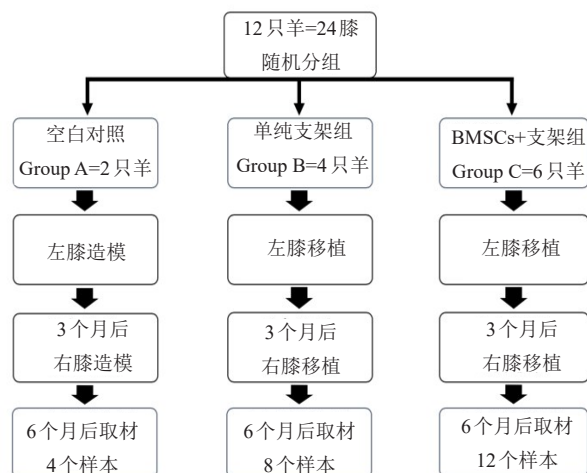 12只羊=24膝
随机分组
空白对照
Group A=2只羊
单纯支架组
Group B=4只羊
BMSCs+支架组
Group C=6只羊
左膝造模
左膝移植
左膝移植
3个月后
右膝造模
3个月后
右膝移植
3个月后
右膝移植
6个月后取材
4个样本
6个月后取材
8个样本
6个月后取材
12个样本